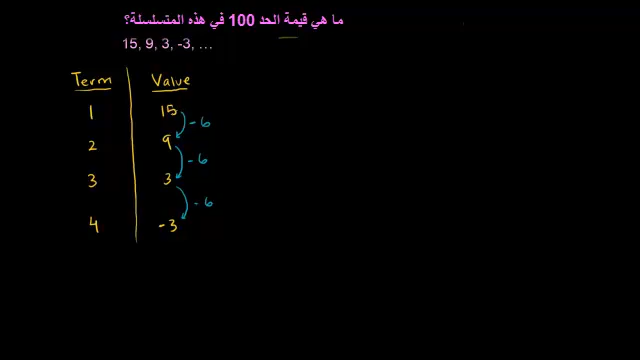 ما هي قيمة الحد 100 في هذه المتسلسلة؟
15, 9, 3, -3, ...
Term Value
1 15
-6
2 9
-6
3 3
-6
4 -3